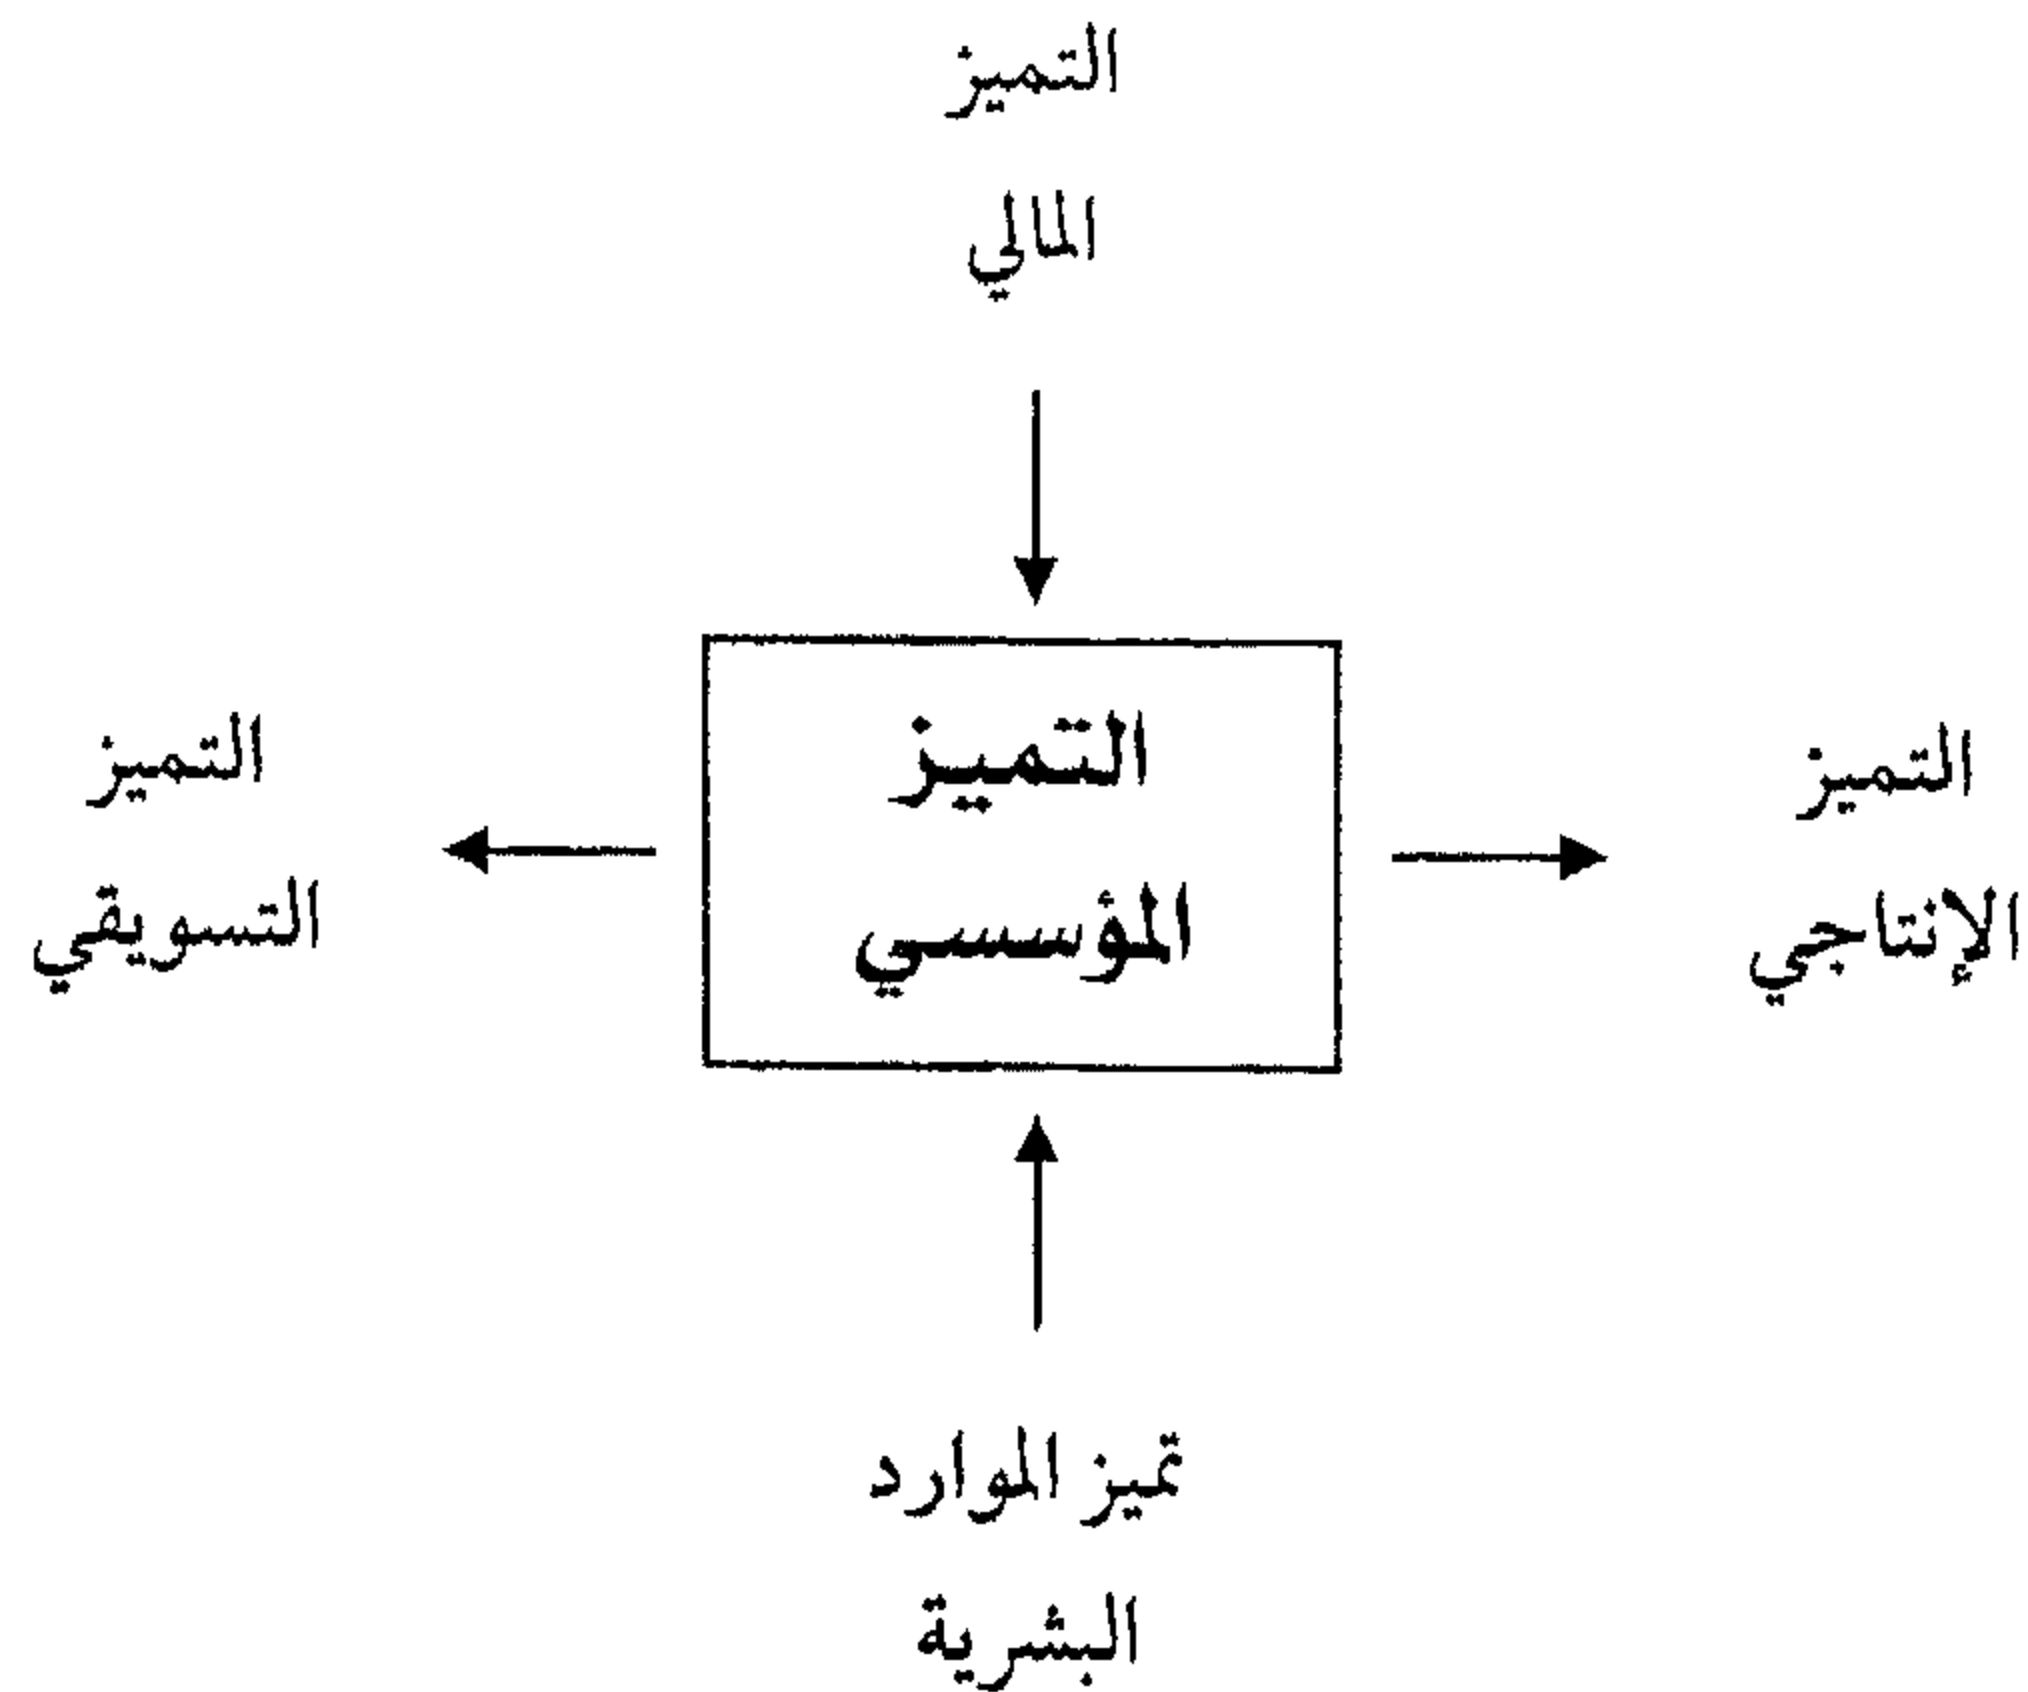 التميز
المالي
التميز
المؤسسي
التميز
الإنتاجي
التميز
التسويقي
تميز الموارد
البشرية